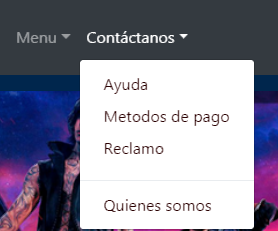 Menu Contáctanos
Ayuda
Metodos de pago
Reclamo
Quienes somos